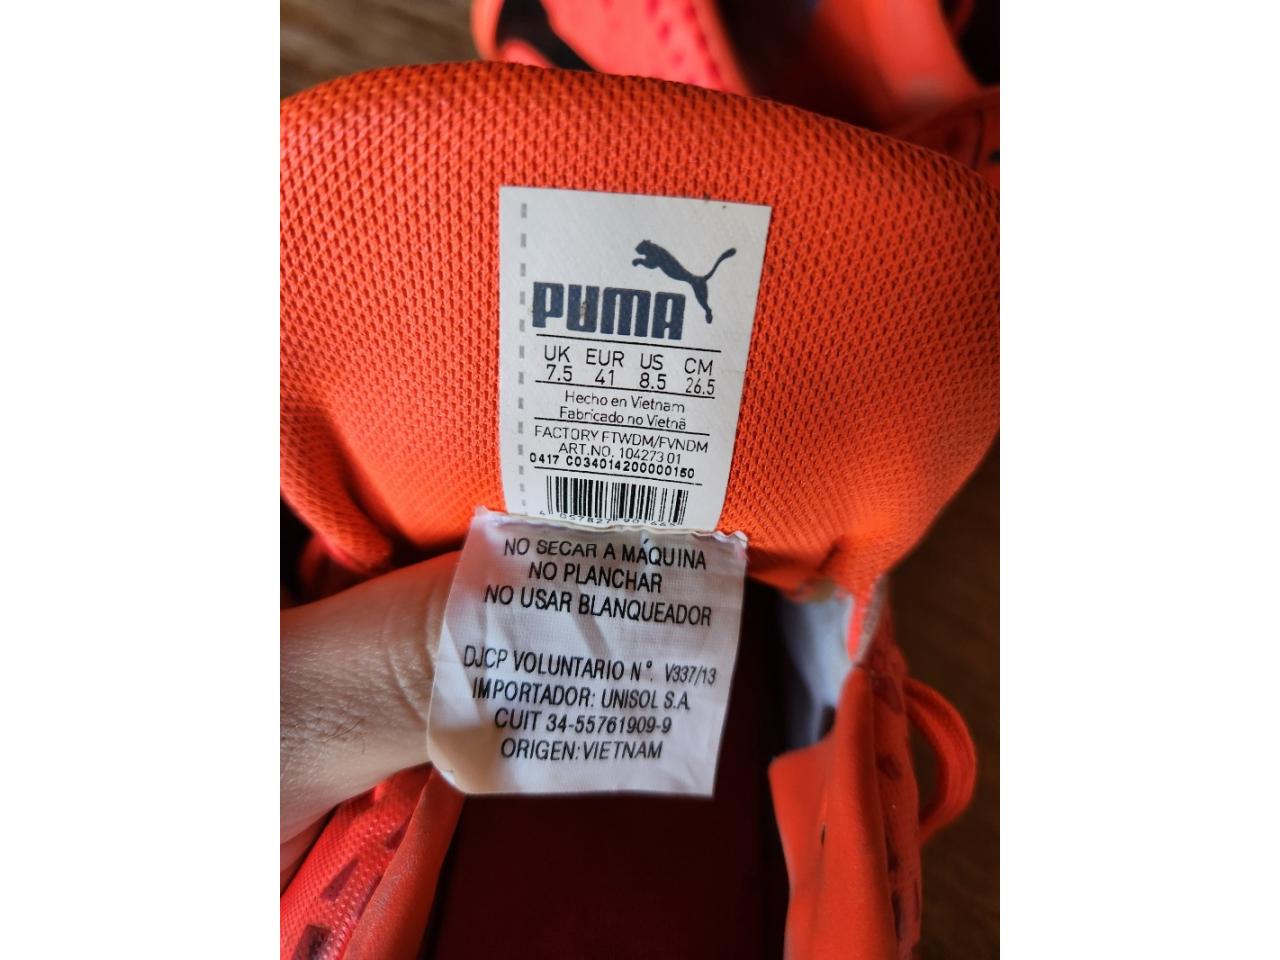 PUMA
UK EUR US CM
7.5 41 8.5 26.5
Hecho en Vietnam
Fabricado no Vietnã
FACTORY FTWDM/FVNDM
ART.NO. 104273 01
0417 C034014200000150
NO SECAR A MÁQUINA
NO PLANCHAR
NO USAR BLANQUEADOR
DJCP VOLUNTARIO N°. V337/13
IMPORTADOR: UNISOL S.A.
CUIT 34-55761909-9
ORIGEN: VIETNAM